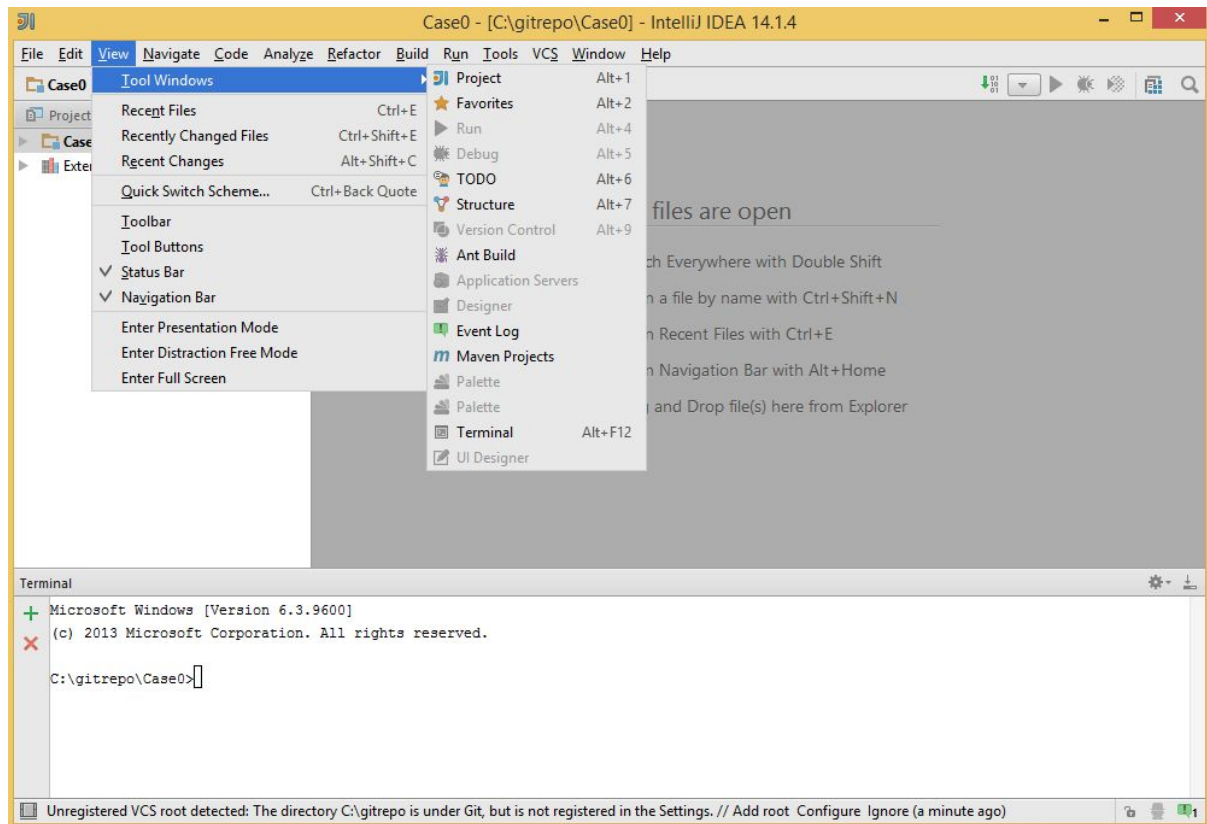 Case0 - [C:\gitrepo\Case0] - IntelliJ IDEA 14.1.4
File Edit View Navigate Code Analyze Refactor Build Run Tools VCS Window Help
Case0
Project
Tool Windows
Recent Files Ctrl+E
Recently Changed Files Ctrl+Shift+E
Recent Changes Alt+Shift+C
Quick Switch Scheme... Ctrl+Back Quote
Toolbar
Tool Buttons
Status Bar
Navigation Bar
Enter Presentation Mode
Enter Distraction Free Mode
Enter Full Screen
Project Alt+1
Favorites Alt+2
Run Alt+4
Debug Alt+5
TODO Alt+6
Structure Alt+7
Version Control Alt+9
Ant Build
Application Servers
Designer
Event Log
Maven Projects
Palette
Palette
Terminal Alt+F12
UI Designer
files are open
Everywhere with Double Shift
a file by name with Ctrl+Shift+N
Recent Files with Ctrl+E
Navigation Bar with Alt+Home
and Drop file(s) here from Explorer
Terminal
Microsoft Windows [Version 6.3.9600]
(c) 2013 Microsoft Corporation. All rights reserved.
C:\gitrepo\Case0>
Unregistered VCS root detected: The directory C:\gitrepo is under Git, but is not registered in the Settings. // Add root Configure Ignore (a minute ago)
1